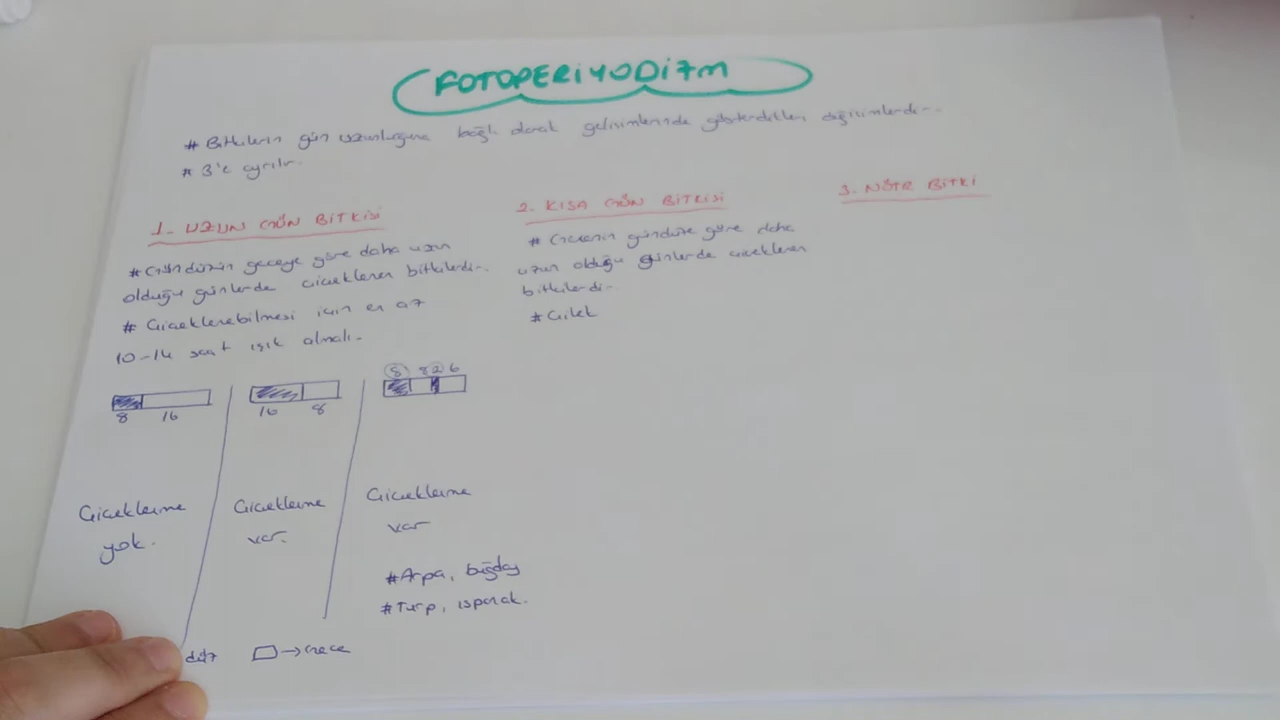 FOTOPERİYODİZM
# Bitkilerin gün uzunluğuna bağlı olarak gelişimlerinde gösterdikleri değişimlerdir.
# 3'e ayrılır.
1. UZUN GÜN BİTKİSİ
# Gündüzün geceye göre daha uzun
olduğu günlerde çiçeklenen bitkilerdir.
# Çiçeklenebilmesi için en az
10-14 saat ışık olmalı.
8 16
16 8
8 8 2 6
Çiçeklenme
yok.
Çiçeklenme
var.
Çiçeklenme
var
# Arpa, buğday
# Turp, ıspanak.
düz
→ Gece
2. KISA GÜN BİTKİSİ
# Gecenin gündüze göre daha
uzun olduğu günlerde çiçeklenen
bitkilerdir.
# Çilek
3. NÖTR BİTKİ